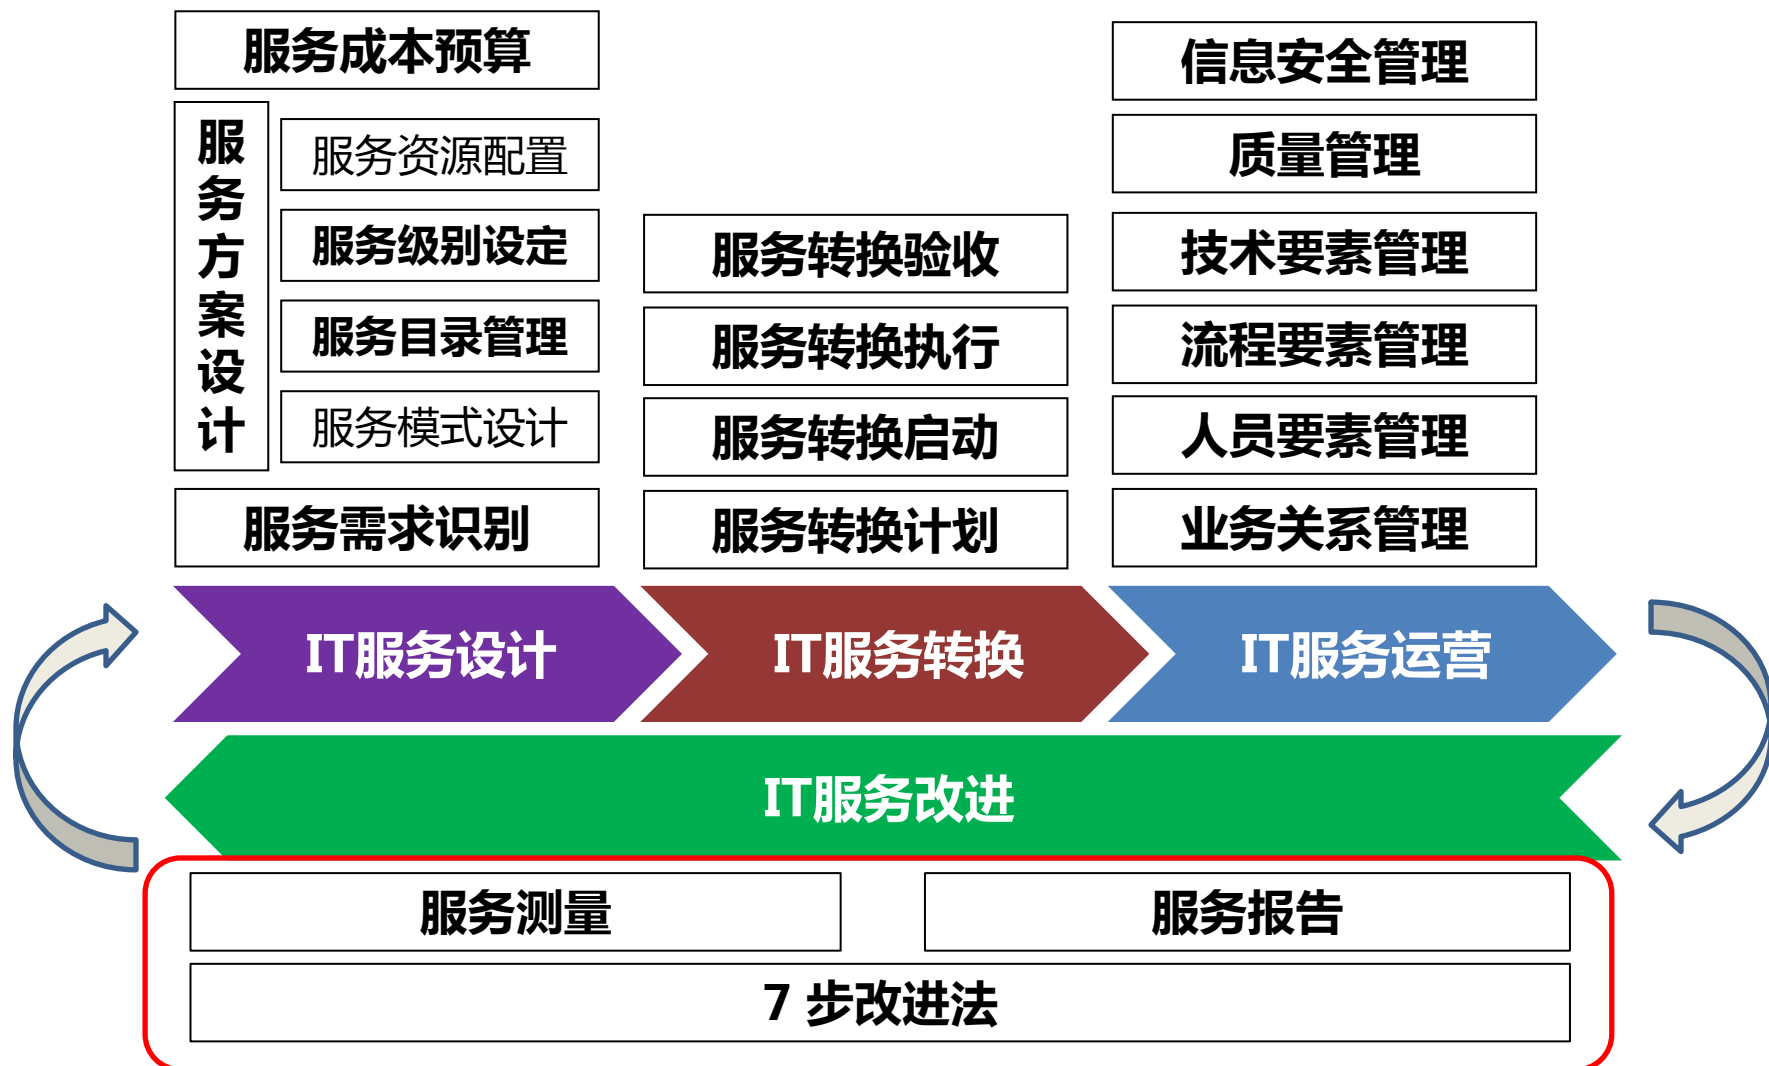 服务成本预算
服务方案设计
服务资源配置
服务级别设定
服务目录管理
服务模式设计
服务需求识别
服务转换验收
服务转换执行
服务转换启动
服务转换计划
信息安全管理
质量管理
技术要素管理
流程要素管理
人员要素管理
业务关系管理
IT服务设计
IT服务转换
IT服务运营
IT服务改进
服务测量
服务报告
7 步改进法